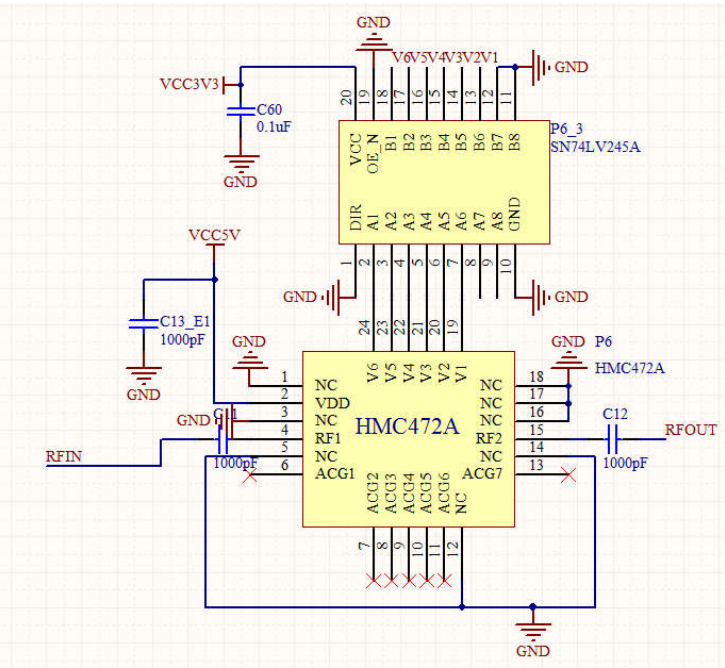 GND
V6V5V4V3V2V1
GND
VCC3V3
C60
0.1uF
GND
20
19
18
17
16
15
14
13
12
11
P6_3
SN74LV245A
VCC
OE_N
B1
B2
B3
B4
B5
B6
B7
B8
DIR
A1
A2
A3
A4
A5
A6
A7
A8
GND
1
2
3
4
5
6
7
8
9
10
GND
GND
VCC5V
C13_E1
1000pF
GND
24
23
22
21
20
19
GND
GND
P6
HMC472A
V6
V5
V4
V3
V2
V1
1
NC
NC
18
2
VDD
NC
17
3
NC
NC
16
4
RF1
RF2
15
5
NC
NC
14
6
ACG1
ACG7
13
HMC472A
GND
C11
1000pF
RFIN
C12
1000pF
RFOUT
ACG2
ACG3
ACG4
ACG5
ACG6
NC
7
8
9
10
11
12
GND